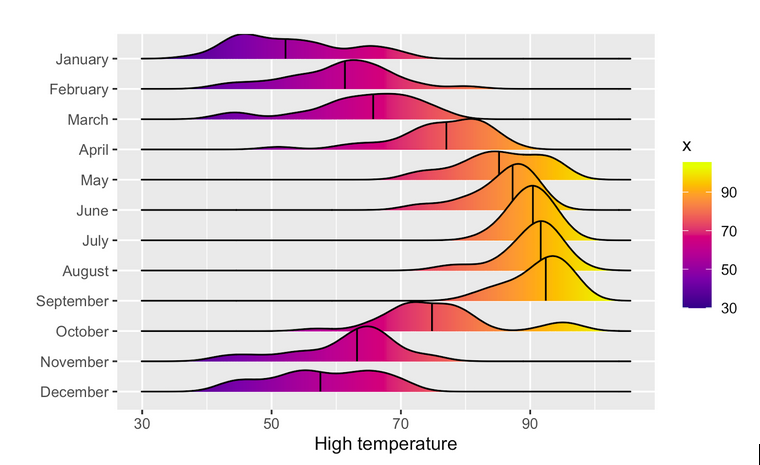 January
February
March
April
May
June
July
August
September
October
November
December
30 50 70 90
High temperature
x
90
70
50
30